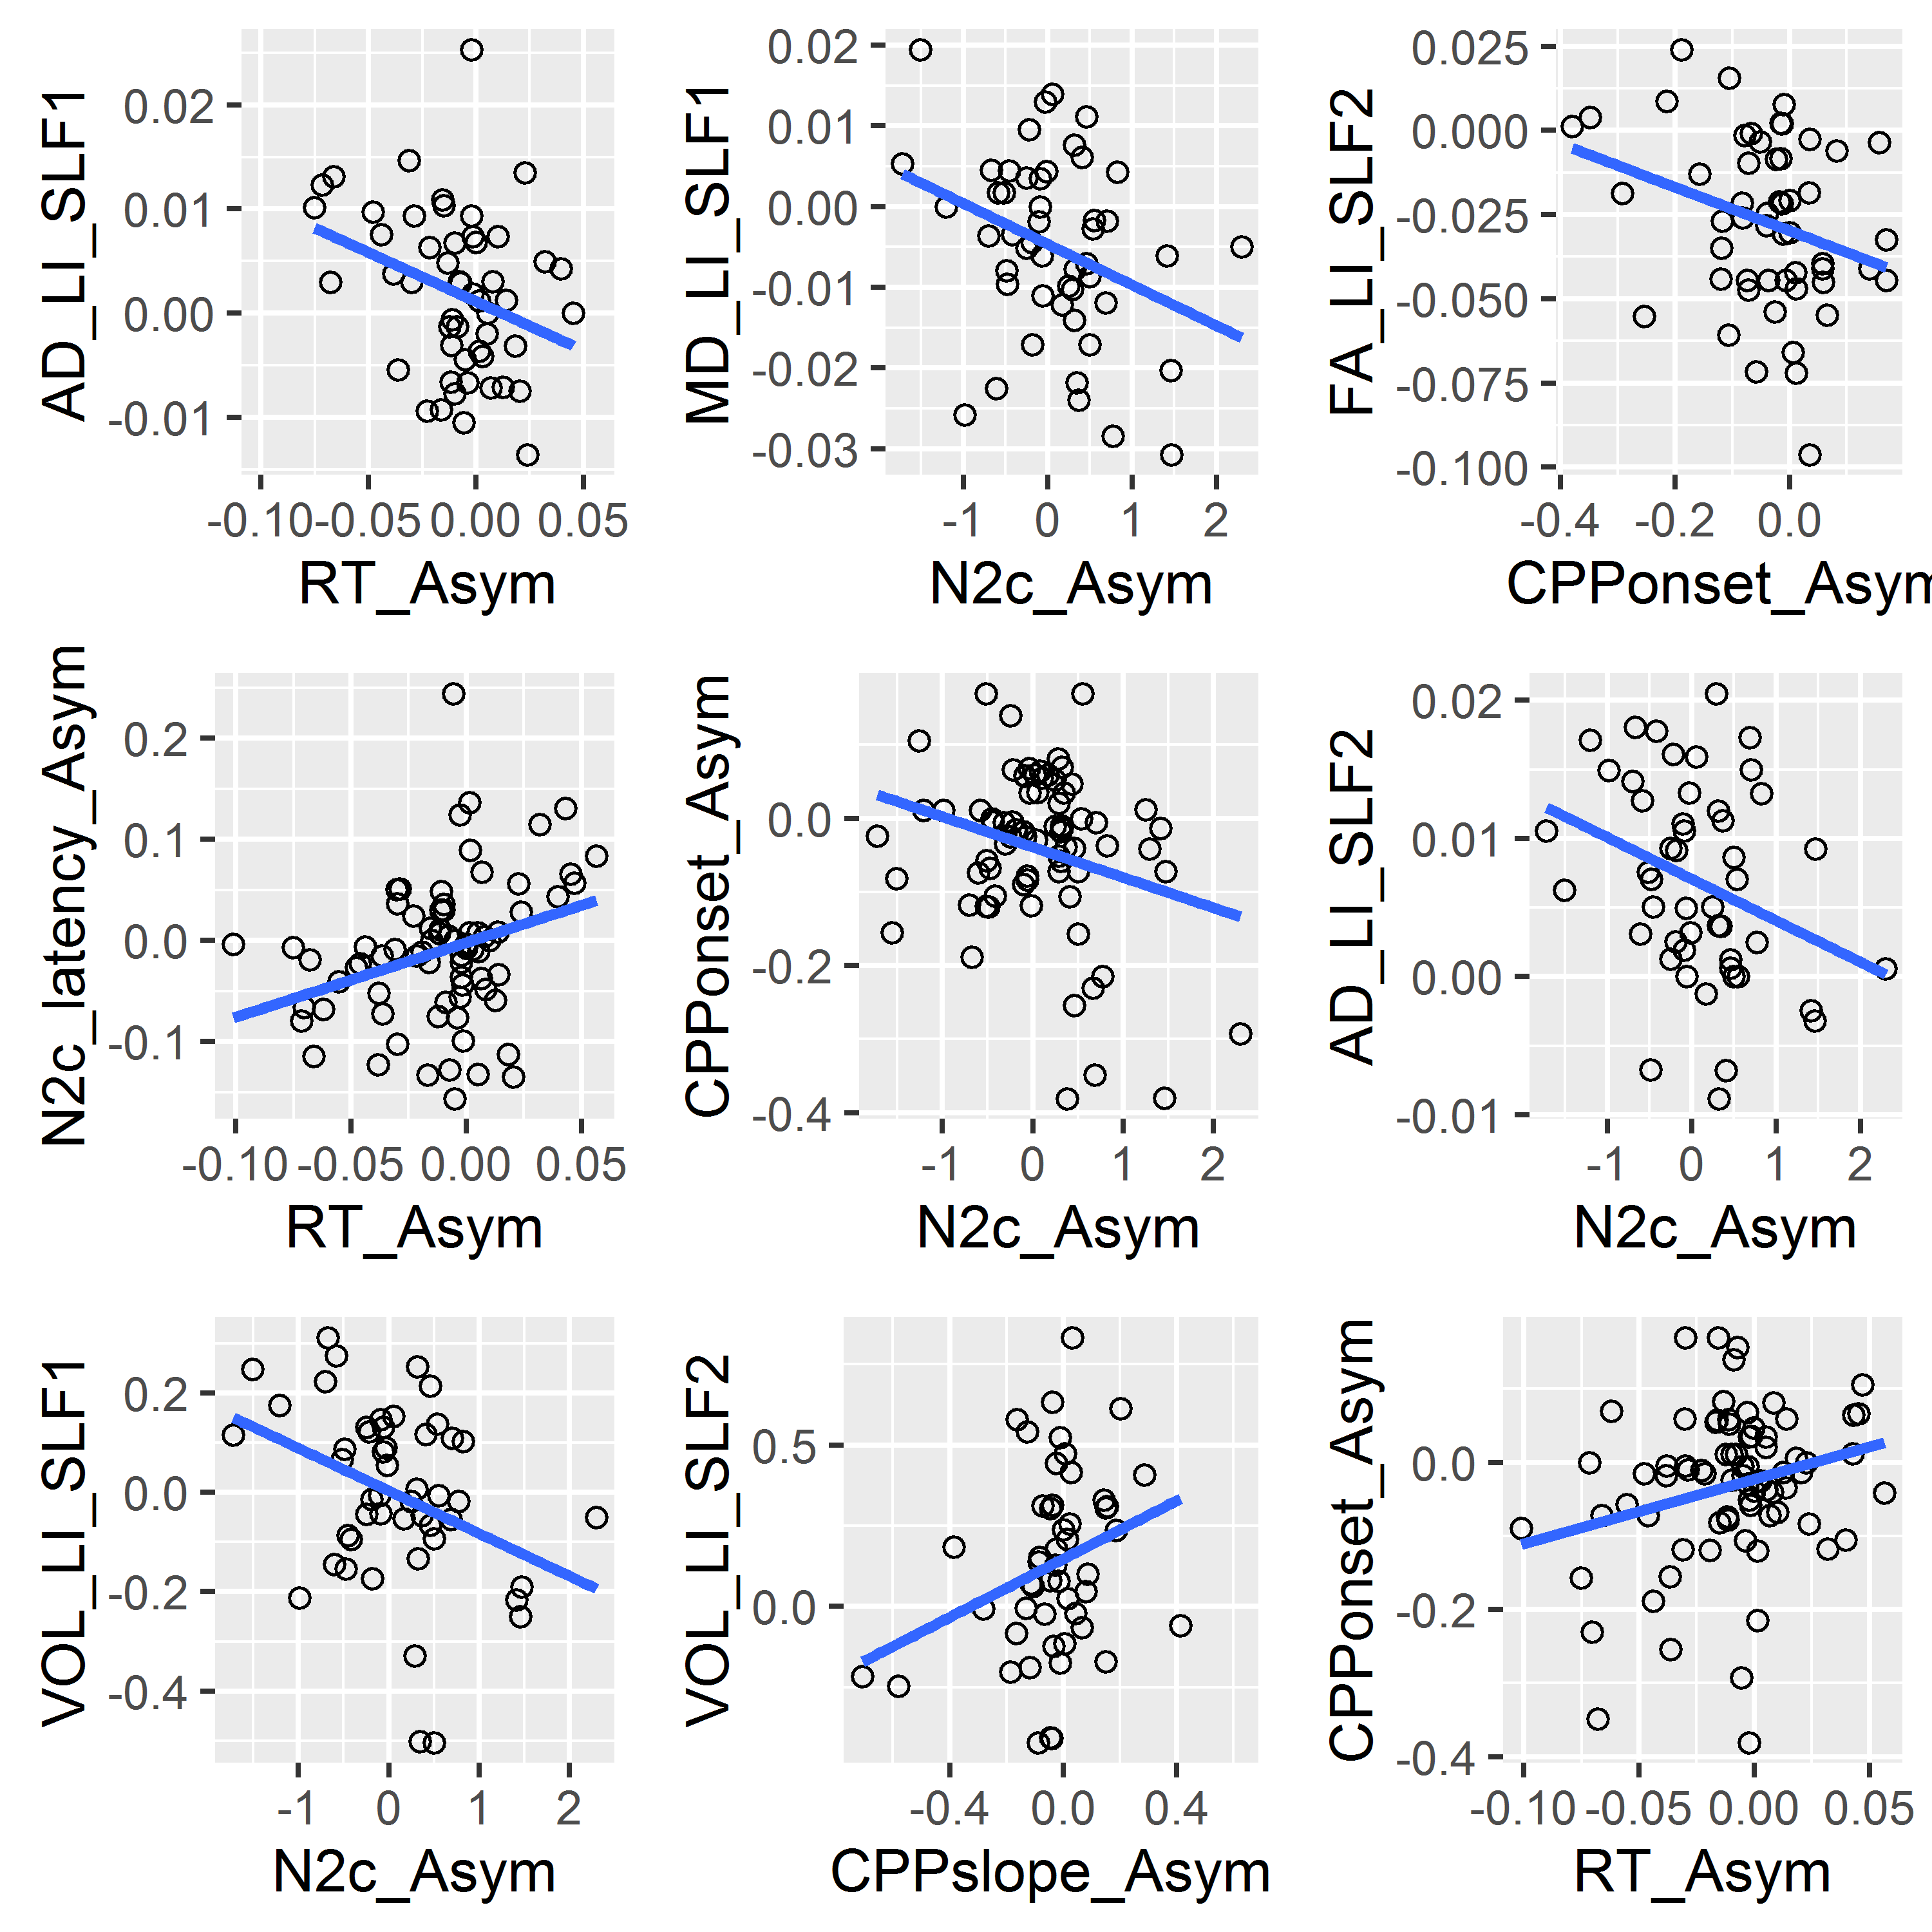 AD_LI_SLF1
0.02
0.01
0.00
-0.01
-0.10 -0.05 0.00 0.05
RT_Asym
MD_LI_SLF1
0.02
0.01
0.00
-0.01
-0.02
-0.03
-1 0 1 2
N2c_Asym
FA_LI_SLF2
0.025
0.000
-0.025
-0.050
-0.075
-0.100
-0.4 -0.2 0.0
CPPonset_Asym
N2c_latency_Asym
0.2
0.1
0.0
-0.1
-0.10 -0.05 0.00 0.05
RT_Asym
CPPonset_Asym
0.0
-0.2
-0.4
-1 0 1 2
N2c_Asym
AD_LI_SLF2
0.02
0.01
0.00
-0.01
-1 0 1 2
N2c_Asym
VOL_LI_SLF1
0.2
0.0
-0.2
-0.4
-1 0 1 2
N2c_Asym
VOL_LI_SLF2
0.5
0.0
-0.4 0.0 0.4
CPPslope_Asym
CPPonset_Asym
0.0
-0.2
-0.4
-0.10 -0.05 0.00 0.05
RT_Asym